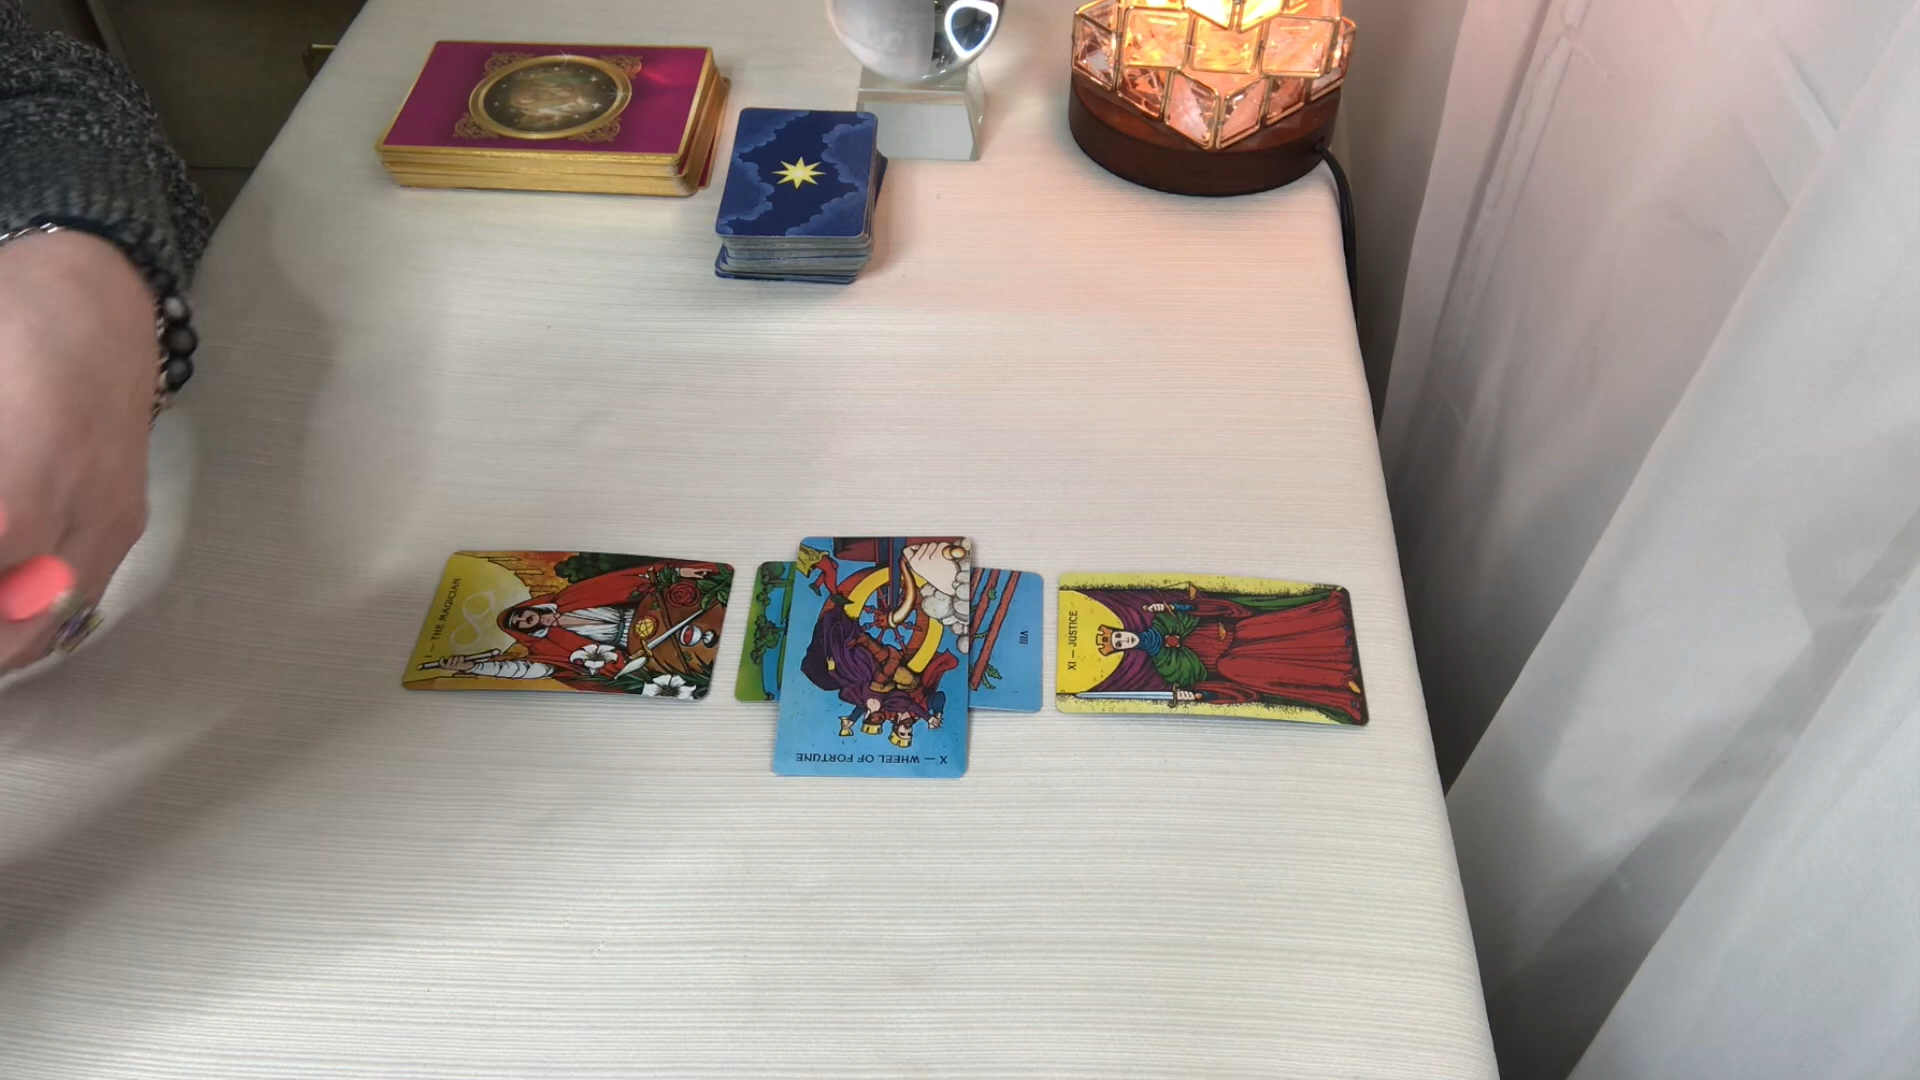 I — THE MAGICIAN
X — WHEEL OF FORTUNE
VIII
XI — JUSTICE